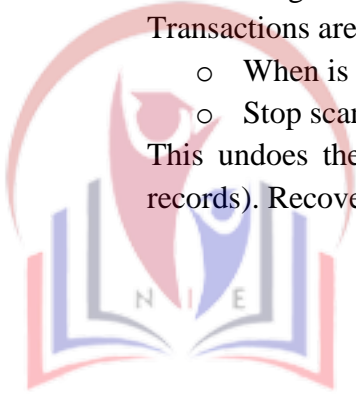 Transactions are
o When is
o Stop scan
This undoes the
records). Recove
N I E